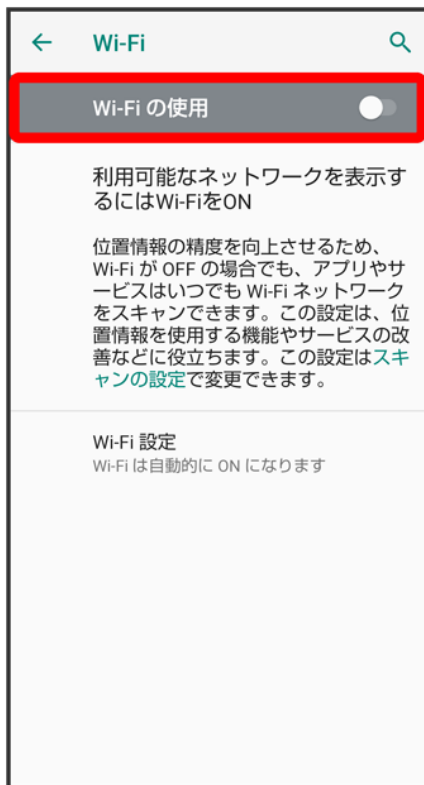 Wi-Fi
Wi-Fi の使用
利用可能なネットワークを表示す
るにはWi-FiをON
位置情報の精度を向上させるため、
Wi-Fi が OFF の場合でも、アプリやサ
ービスはいつでも Wi-Fi ネットワーク
をスキャンできます。この設定は、位
置情報を使用する機能やサービスの改
善などに役立ちます。この設定はスキ
ャンの設定で変更できます。
Wi-Fi 設定
Wi-Fi は自動的に ON になります